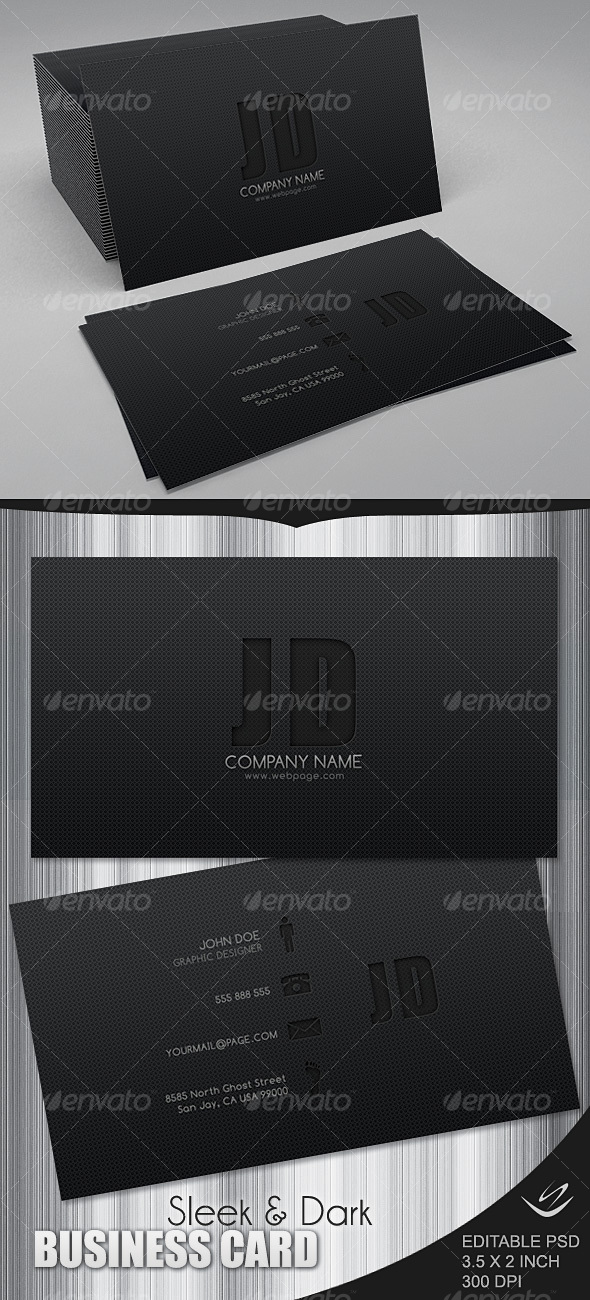 envato envato envato
JD
COMPANY NAME
www.webpage.com
envato envato envato
JOHN DOE
GRAPHIC DESIGNER
JD
555 888 555
YOURMAIL@PAGE.COM
8585 North Ghost Street
San Jay, CA USA 99000
envato envato envato
JD
envato envato envato
COMPANY NAME
www.webpage.com
envato envato envato
JOHN DOE
GRAPHIC DESIGNER
JD
555 888 555
YOURMAIL@PAGE.COM
8585 North Ghost Street
San Jay, CA USA 99000
envato envato envato
Sleek & Dark
BUSINESS CARD
EDITABLE PSD
3.5 X 2 INCH
300 DPI